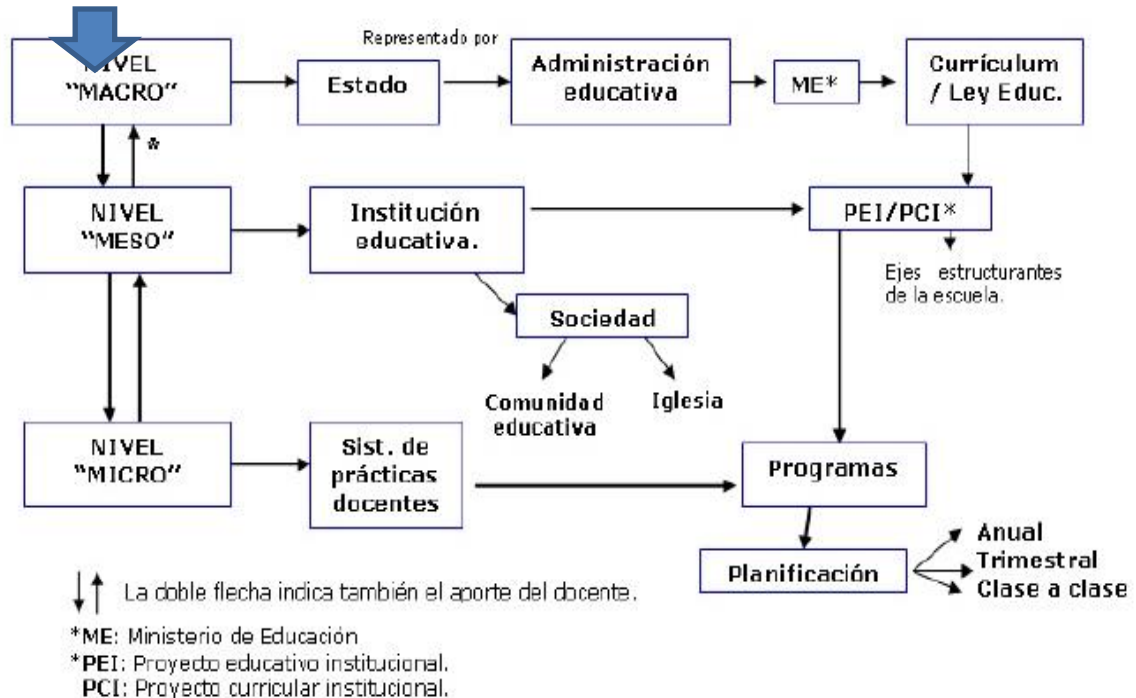 Representado por
NIVEL
"MACRO"
Estado
Administración
educativa
ME*
Currículum
/ Ley Educ.
*
NIVEL
"MESO"
Institución
educativa.
PEI/PCI*
Ejes estructurantes
de la escuela.
Sociedad
Comunidad
educativa
Iglesia
NIVEL
"MICRO"
Sist. de
prácticas
docentes
Programas
Planificación
Anual
Trimestral
Clase a clase
La doble flecha indica también el aporte del docente.
*ME: Ministerio de Educación
*PEI: Proyecto educativo institucional.
PCI: Proyecto curricular institucional.